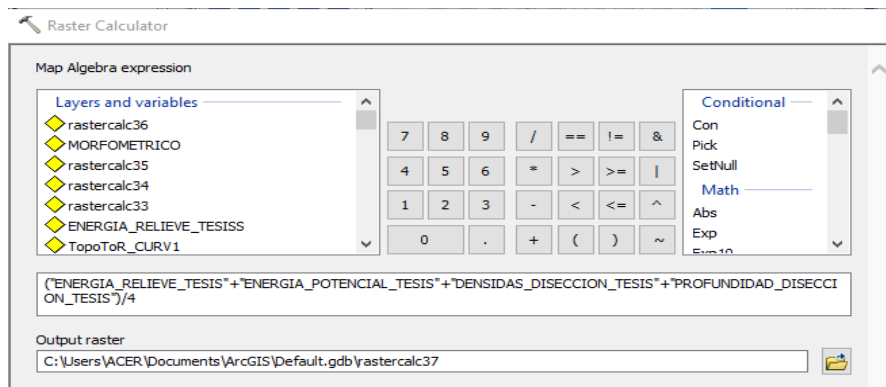 Raster Calculator
Map Algebra expression
Layers and variables
rastercalc36
MORFOMETRICO
rastercalc35
rastercalc34
rastercalc33
ENERGIA_RELIEVE_TESISS
TopoToR_CURV1
7 8 9 / == != &
4 5 6 * > >= |
1 2 3 - < <= ^
0 . + ( ) ~
Conditional
Con
Pick
SetNull
Math
Abs
Exp
Exp10
("ENERGIA_RELIEVE_TESIS"+"ENERGIA_POTENCIAL_TESIS"+"DENSIDAS_DISECCION_TESIS"+"PROFUNDIDAD_DISECCI
ON_TESIS")/4
Output raster
C:\Users\ACER\Documents\ArcGIS\Default.gdb\rastercalc37